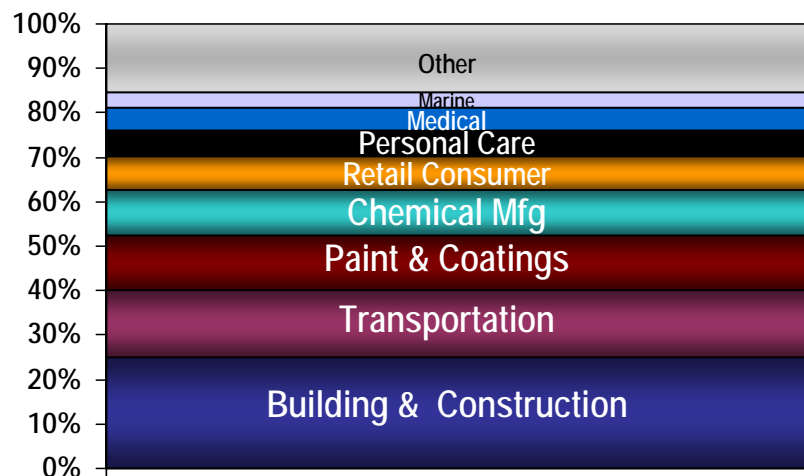 100%
90%
80%
70%
60%
50%
40%
30%
20%
10%
0%
Other
Marine
Medical
Personal Care
Retail Consumer
Chemical Mfg
Paint & Coatings
Transportation
Building & Construction